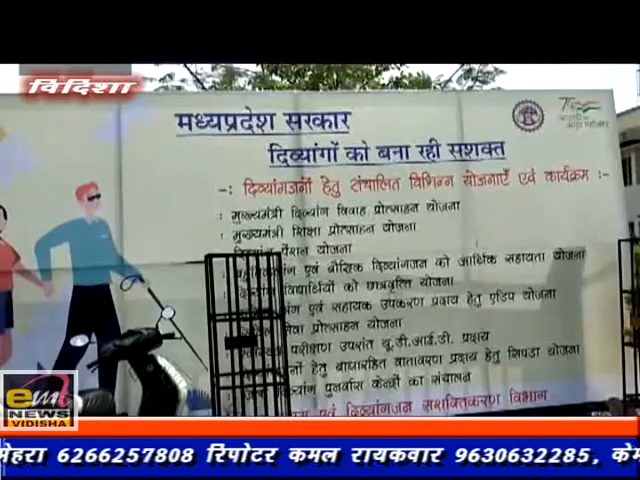 विदिशा
मध्यप्रदेश सरकार
दिव्यांगों को बना रही सशक्त
-: दिव्यांगजनों हेतु संचालित विभिन्न योजनाएँ एवं कार्यक्रम :-
: मुख्यमंत्री दिव्यांग विवाह प्रोत्साहन योजना
: मुख्यमंत्री शिक्षा प्रोत्साहन योजना
पेंशन योजना
एवं बौद्धिक दिव्यांगजन को आर्थिक सहायता योजना
विद्यार्थियों को छात्रवृत्ति योजना
एवं सहायक उपकरण प्रदाय हेतु एडिप योजना
सेवा प्रोत्साहन योजना
परीक्षण उपरांत यू.डी.आई.डी. प्रदाय
हेतु बाधारहित वातावरण प्रदाय हेतु सिपडा योजना
पुनर्वास केन्द्रों का संचालन
एवं दिव्यांगजन सशक्तिकरण विभाग
em
NEWS
VIDISHA
मेहरा 6266257808 रिपोटर कमल रायकवार 9630632285, केम